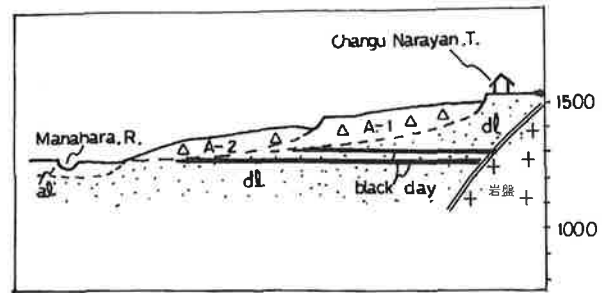 Changu Narayan.T.
1500
Manahara.R.
A-1
A-2
dl
al
dl
black clay
岩盤
1000